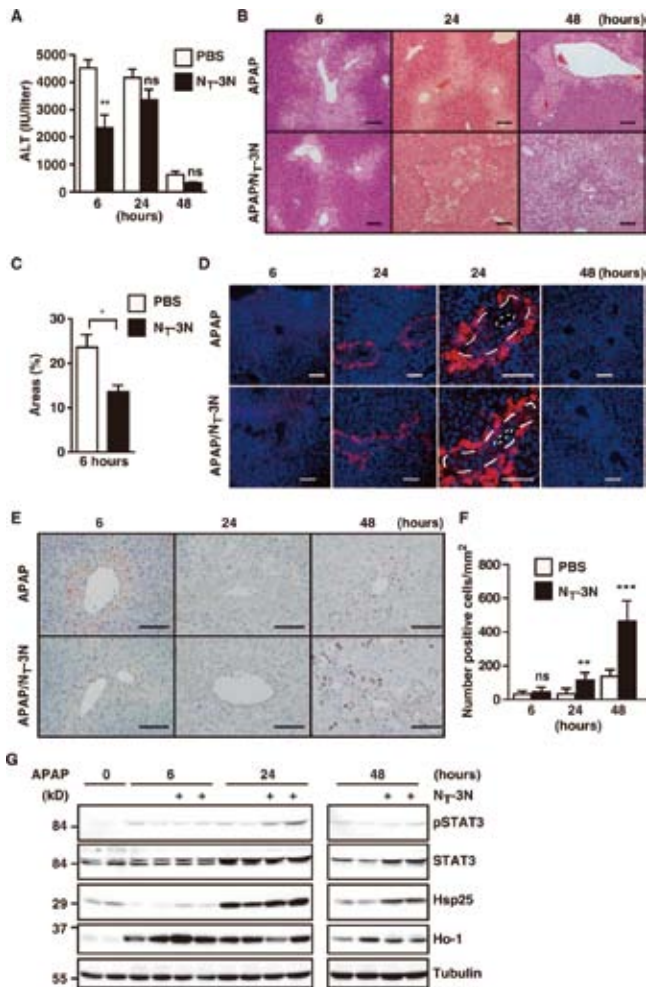 A
PBS
NT-3N
ALT (IU/liter)
5000
4000
3000
2000
1000
0
**
ns
ns
6 24 48
(hours)
B
6 24 48 (hours)
APAP
APAP/NT-3N
C
PBS
NT-3N
Areas (%)
30
20
10
0
*
6 hours
D
6 24 24 48 (hours)
APAP
APAP/NT-3N
E
6 24 48 (hours)
APAP
APAP/NT-3N
F
Number positive cells/mm2
800
600
400
200
0
PBS
NT-3N
ns
**
***
6 24 48
(hours)
G
APAP 0 6 24 48 (hours)
(kD) + + + + + + NT-3N
84 pSTAT3
84 STAT3
29 Hsp25
37 Ho-1
55 Tubulin